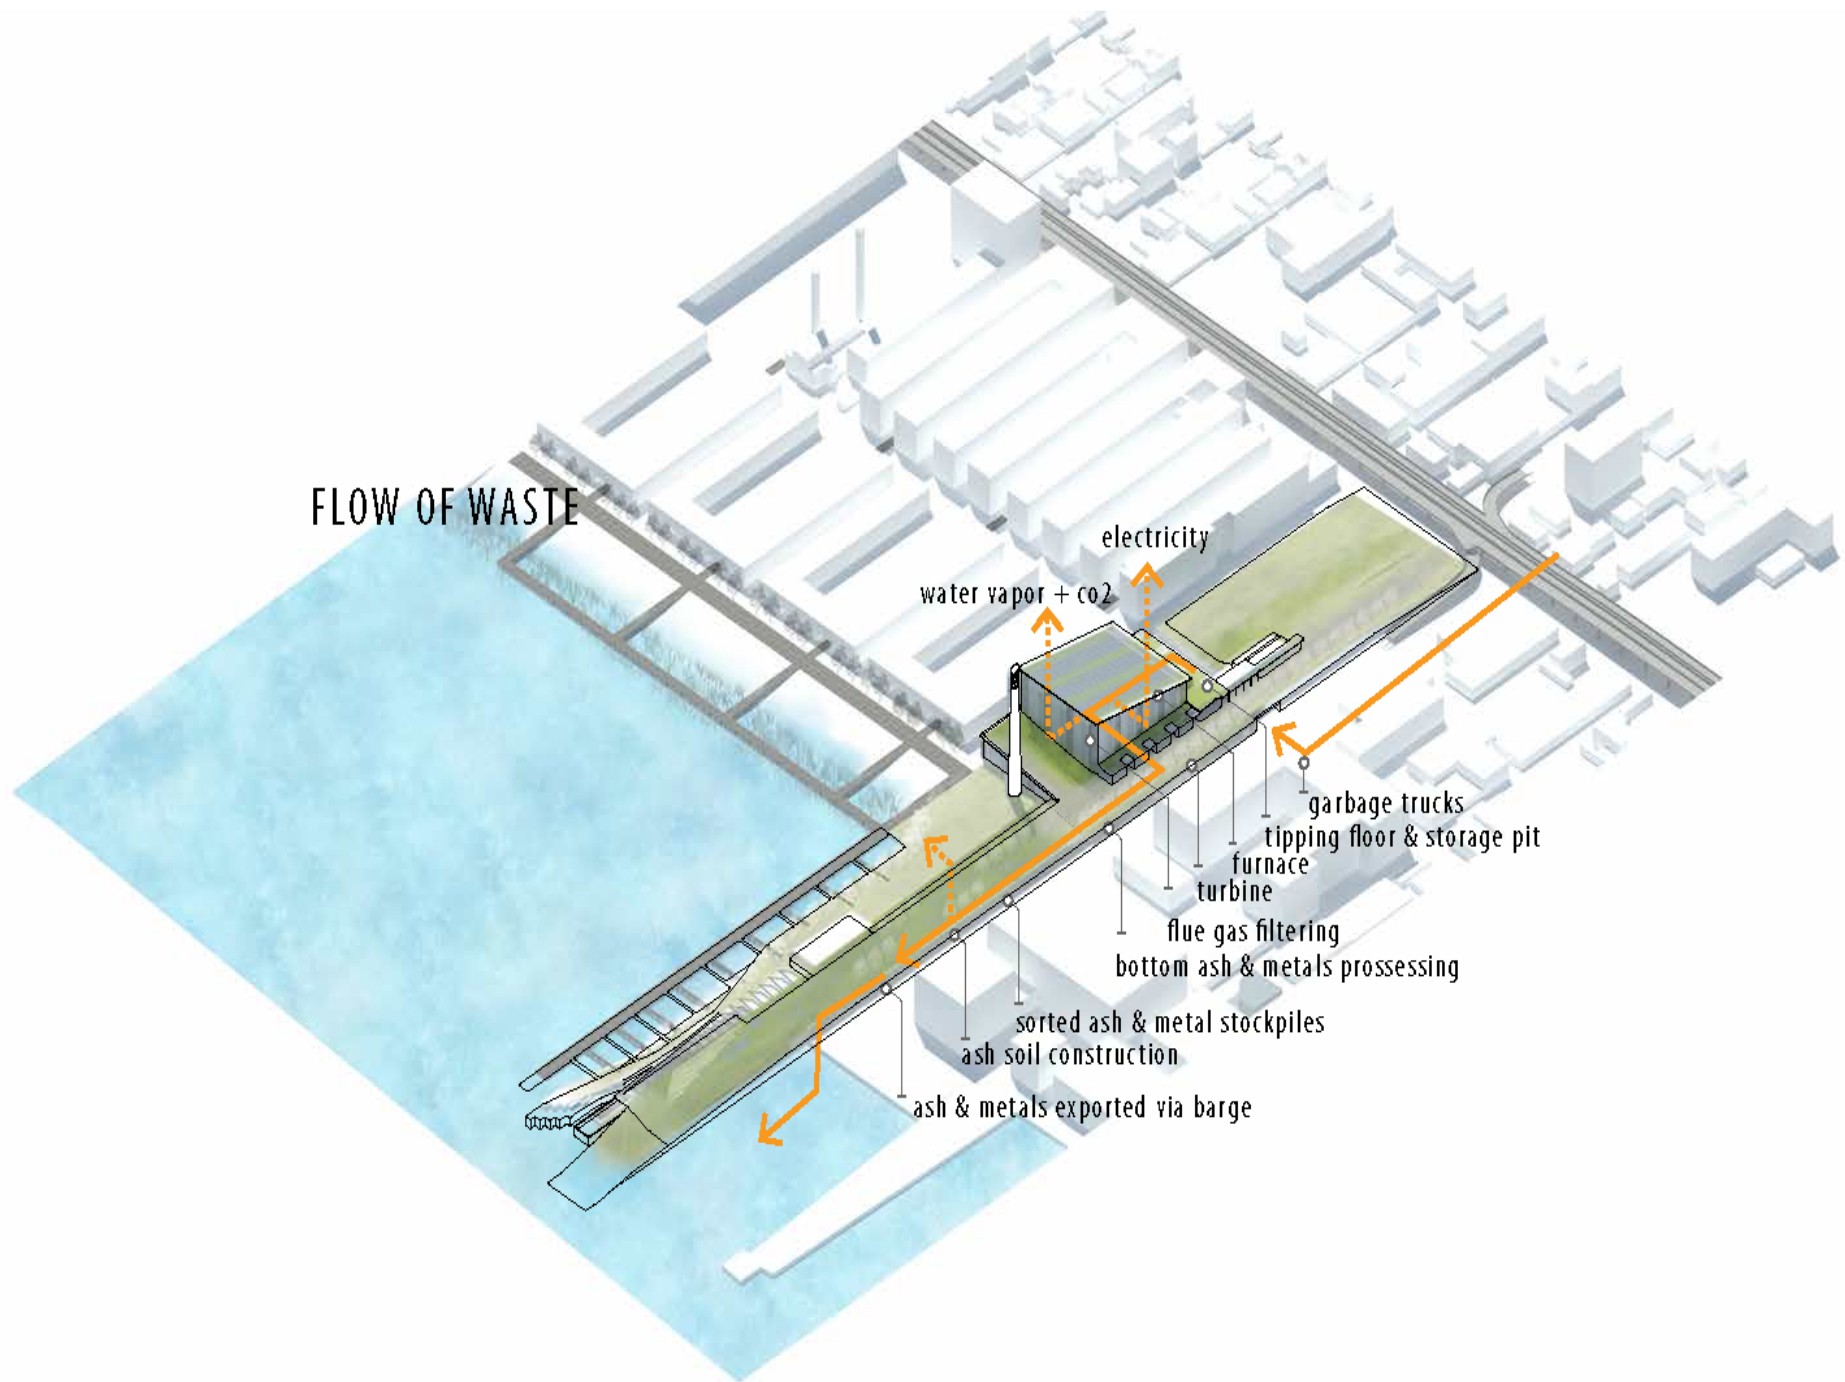 FLOW OF WASTE
electricity
water vapor + co2
garbage trucks
tipping floor & storage pit
furnace
turbine
flue gas filtering
bottom ash & metals prossessing
sorted ash & metal stockpiles
ash soil construction
ash & metals exported via barge